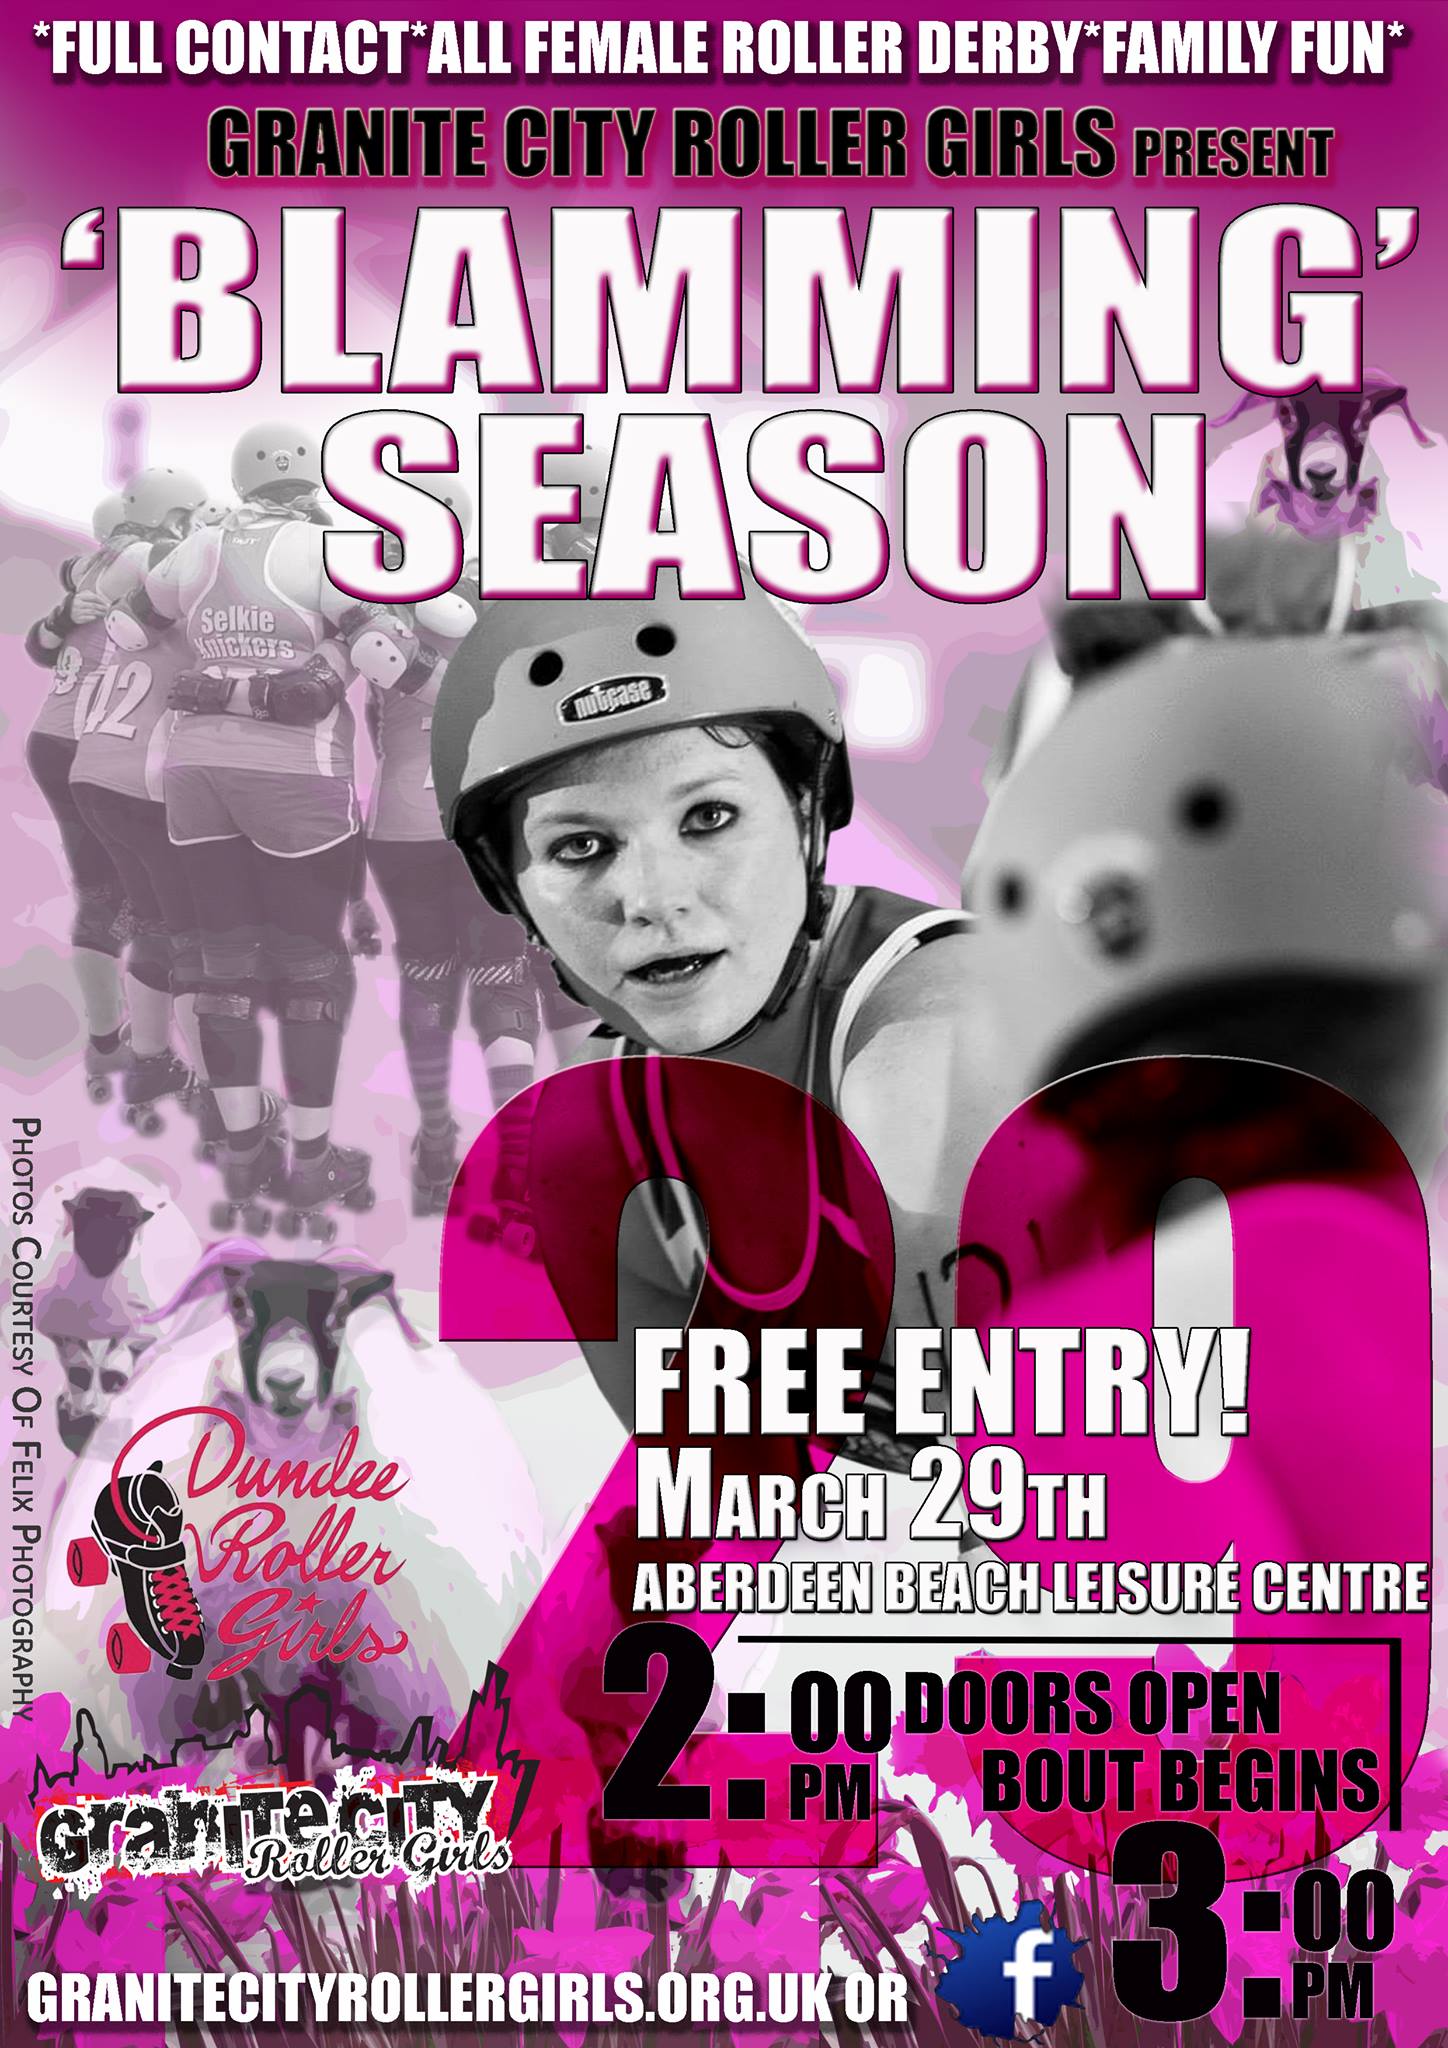 *FULL CONTACT*ALL FEMALE ROLLER DERBY*FAMILY FUN*
GRANITE CITY ROLLER GIRLS PRESENT
'BLAMMING'
SEASON
Selkie
Knickers
42
nutcase
29
FREE ENTRY!
MARCH 29TH
ABERDEEN BEACH LEISURE CENTRE
2:00 PM DOORS OPEN
BOUT BEGINS
3:00 PM
PHOTOS COURTESY OF FELIX PHOTOGRAPHY
Dundee
Roller
Girls
GRANITE CITY
Roller Girls
GRANITECITYROLLERGIRLS.ORG.UK OR f